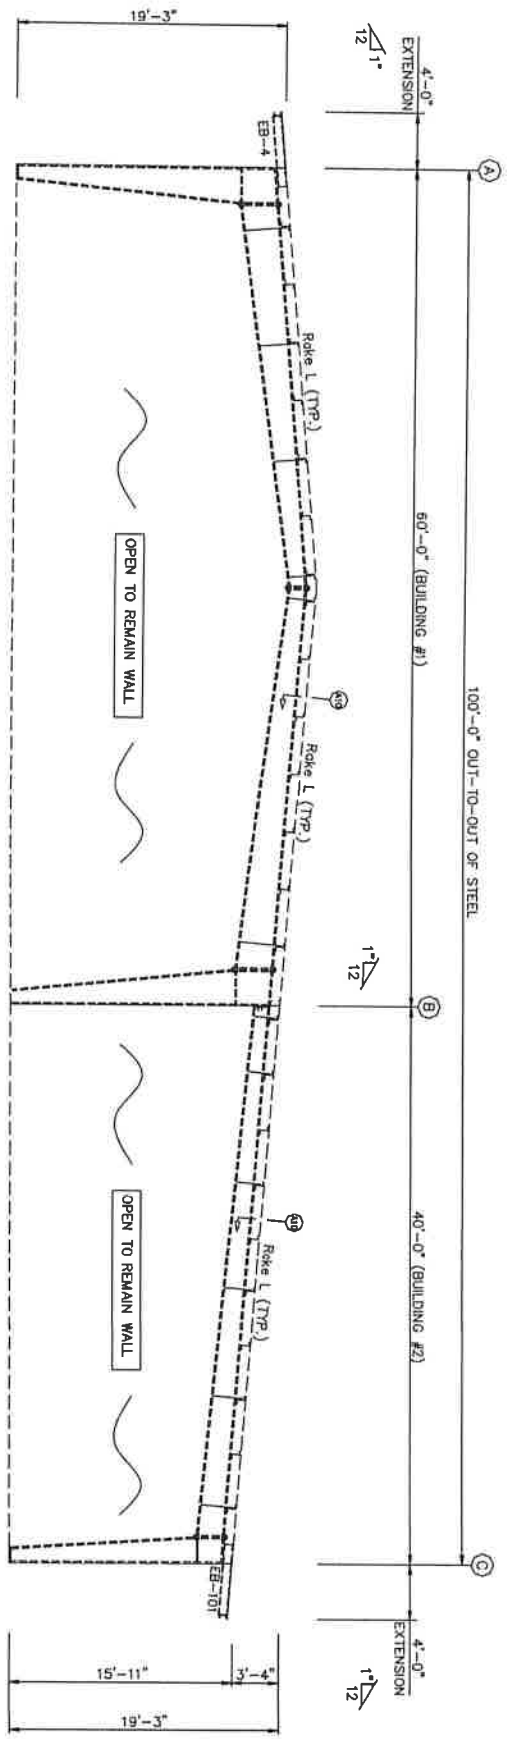 A
B
C
100'-0" OUT-TO-OUT OF STEEL
4'-0"
EXTENSION
60'-0" (BUILDING #1)
40'-0" (BUILDING #2)
4'-0"
EXTENSION
1"
12
1"
12
1"
12
EB-4
Rake L (TYP.)
Rake L (TYP.)
Rake L (TYP.)
EB-101
19'-3"
OPEN TO REMAIN WALL
OPEN TO REMAIN WALL
3'-4"
15'-11"
19'-3"